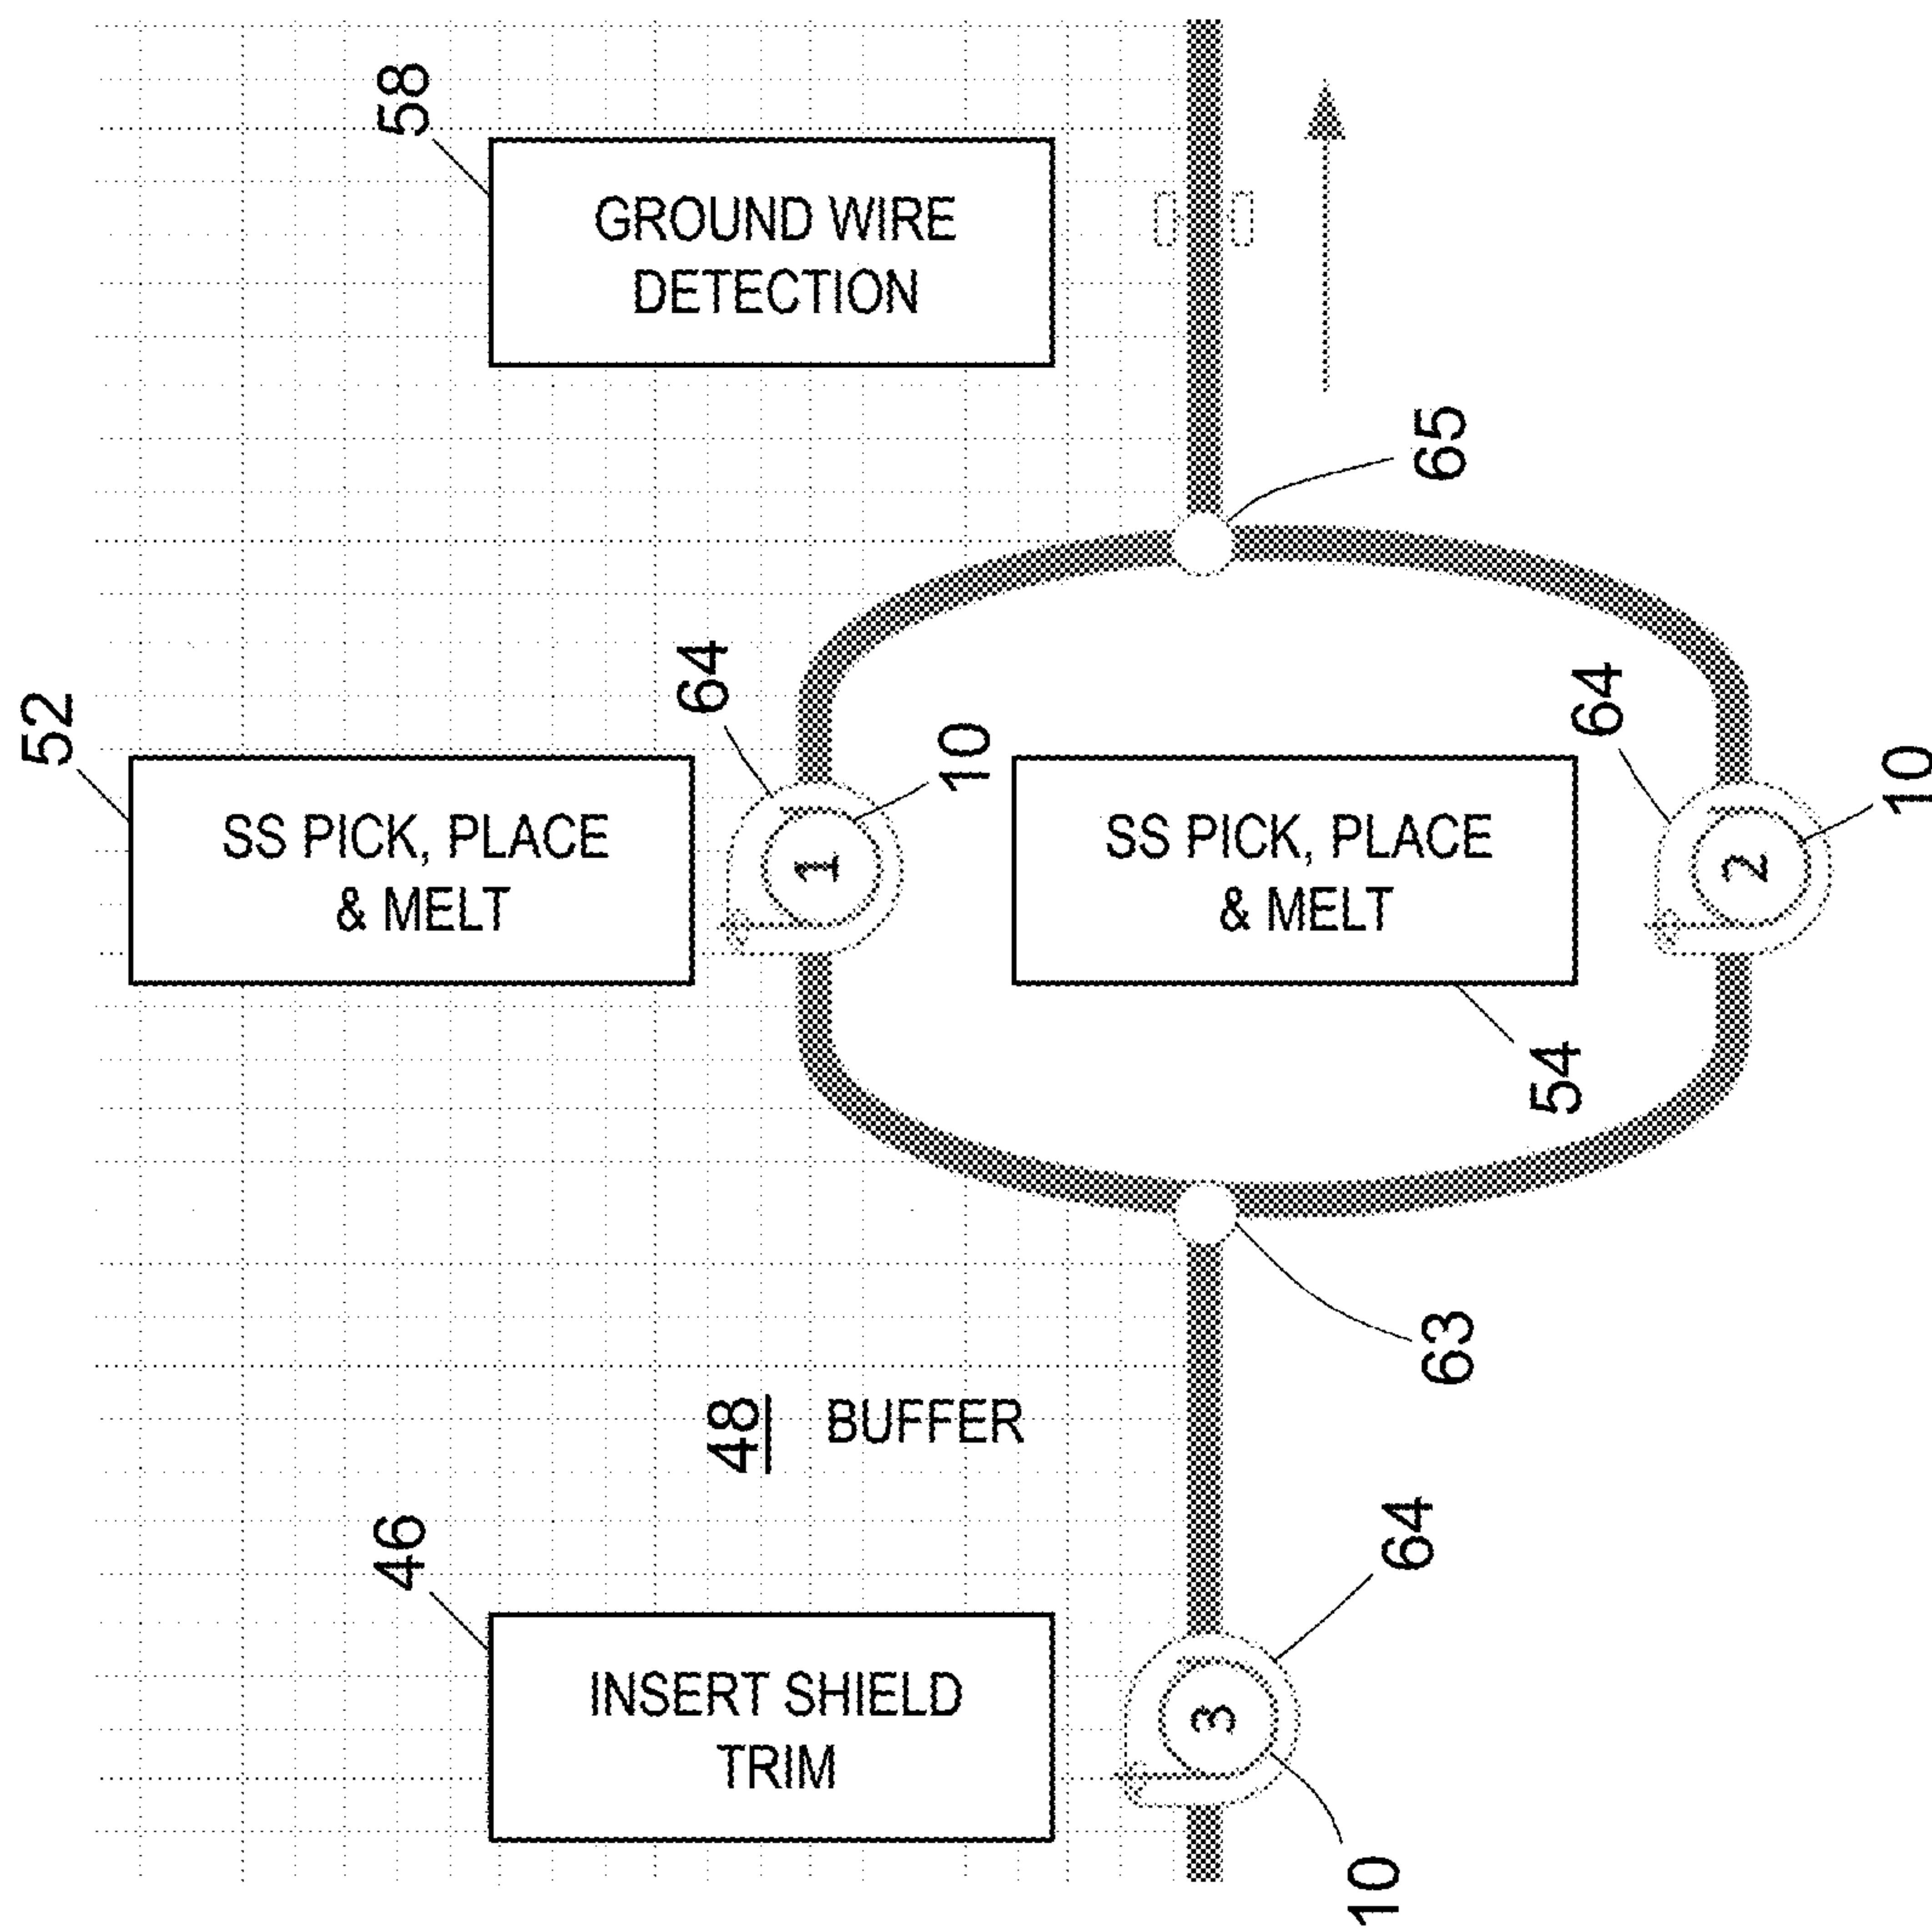 58
GROUND WIRE
DETECTION
65
52
64
10
SS PICK, PLACE
& MELT
1
64
10
SS PICK, PLACE
& MELT
2
54
63
48 BUFFER
46
64
INSERT SHIELD
TRIM
3
10